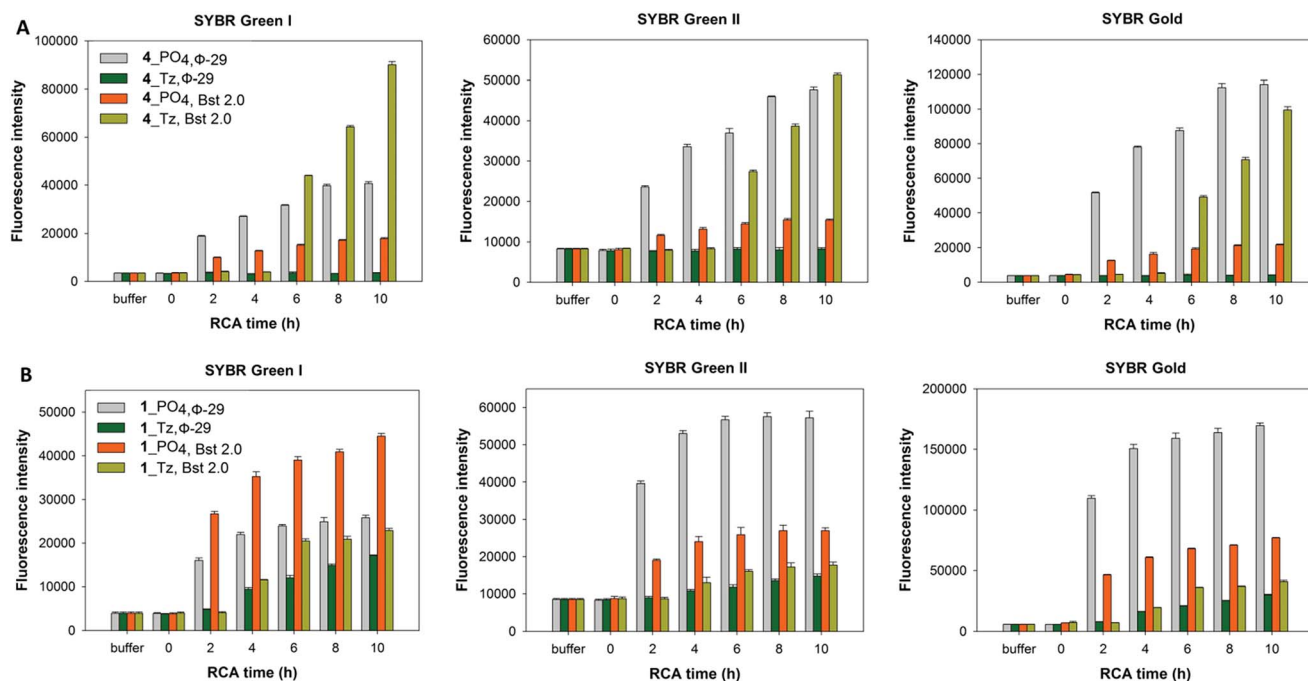 A
SYBR Green I
Fluorescence intensity
100000
80000
60000
40000
20000
0
4_PO4,Φ-29
4_Tz,Φ-29
4_PO4, Bst 2.0
4_Tz, Bst 2.0
buffer 0 2 4 6 8 10
RCA time (h)
SYBR Green II
Fluorescence intensity
60000
50000
40000
30000
20000
10000
0
buffer 0 2 4 6 8 10
RCA time (h)
SYBR Gold
Fluorescence intensity
140000
120000
100000
80000
60000
40000
20000
0
buffer 0 2 4 6 8 10
RCA time (h)
B
SYBR Green I
Fluorescence intensity
50000
40000
30000
20000
10000
0
1_PO4,Φ-29
1_Tz,Φ-29
1_PO4, Bst 2.0
1_Tz, Bst 2.0
buffer 0 2 4 6 8 10
RCA time (h)
SYBR Green II
Fluorescence intensity
60000
50000
40000
30000
20000
10000
0
buffer 0 2 4 6 8 10
RCA time (h)
SYBR Gold
Fluorescence intensity
200000
150000
100000
50000
0
buffer 0 2 4 6 8 10
RCA time (h)